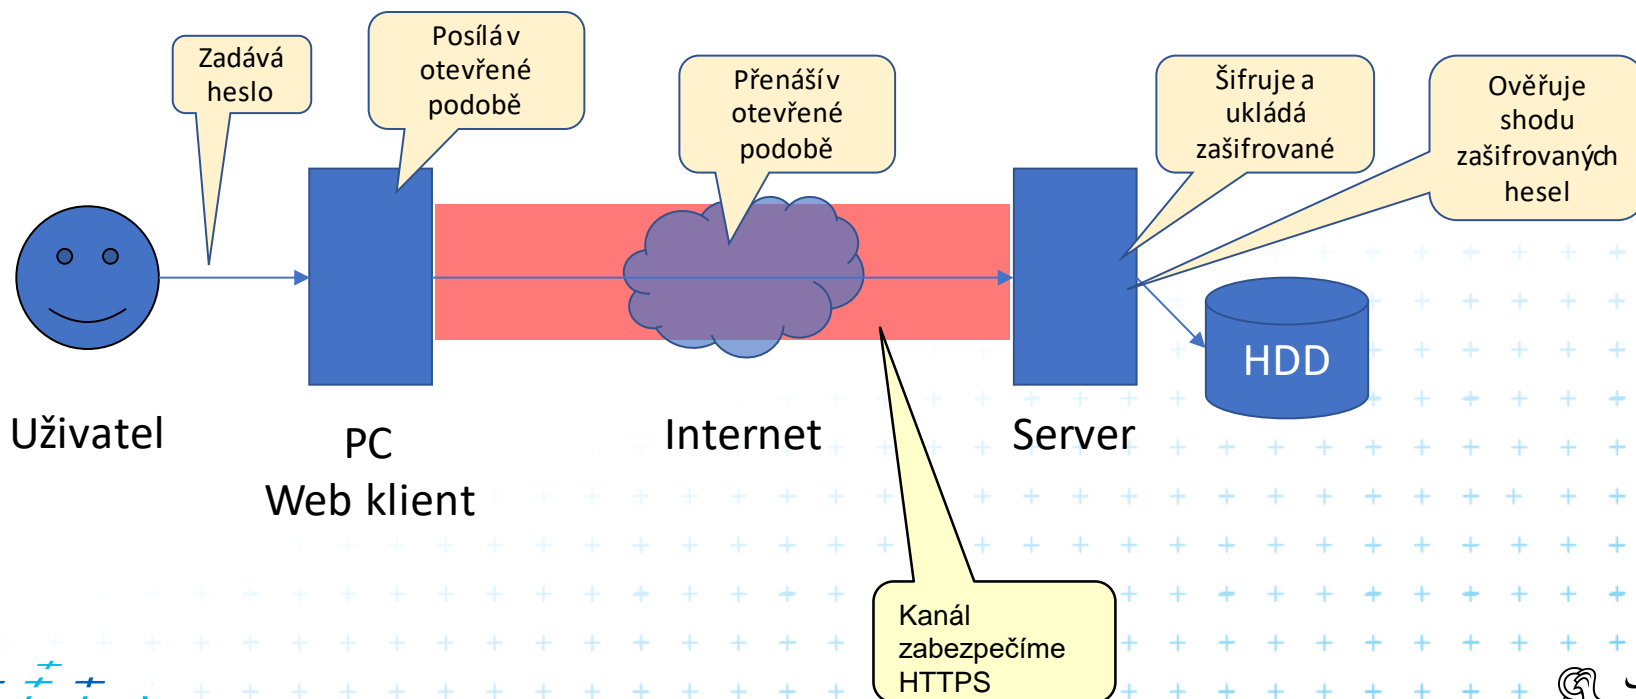 Zadává
heslo
Posílá v
otevřené
podobě
Přenáší v
otevřené
podobě
Šifruje a
ukládá
zašifrované
Ověřuje
shodu
zašifrovaných
hesel
HDD
Uživatel
PC
Web klient
Internet
Server
Kanál
zabezpečíme
HTTPS